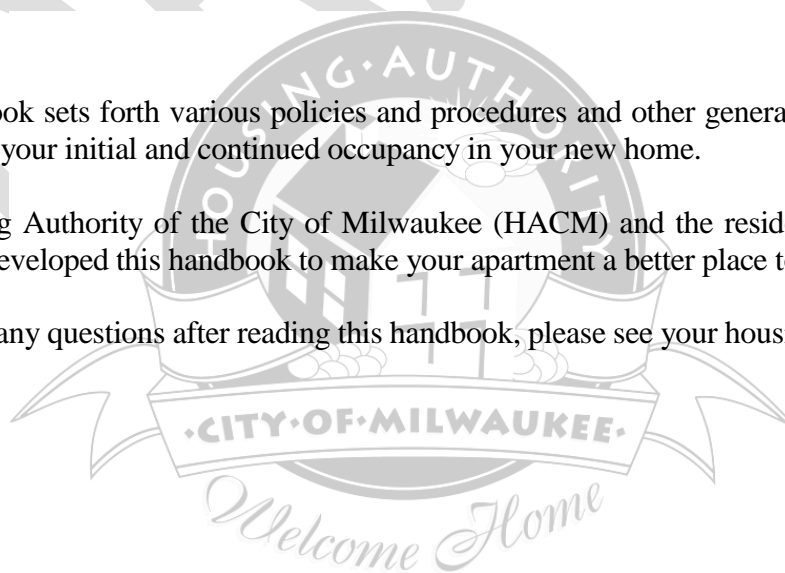 HOUSING·AUTHORITY
ook sets forth various policies and procedures and other genera
your initial and continued occupancy in your new home.
g Authority of the City of Milwaukee (HACM) and the resid
eveloped this handbook to make your apartment a better place t
any questions after reading this handbook, please see your hous
·CITY·OF·MILWAUKEE·
Welcome Home